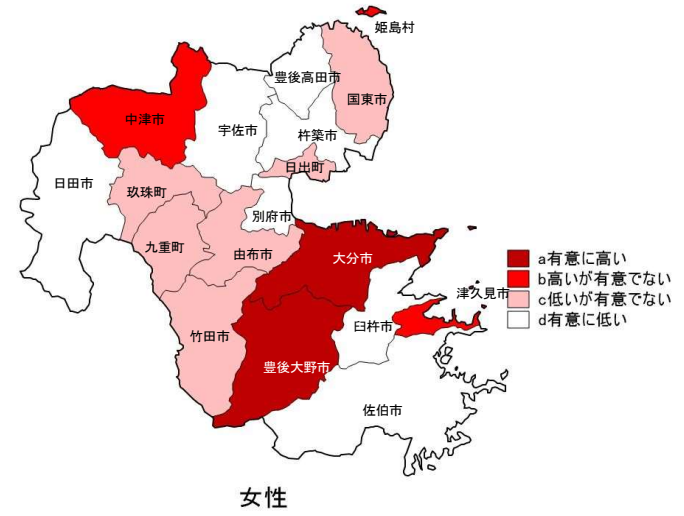 姫島村
豊後高田市
国東市
中津市
宇佐市
杵築市
日出町
日田市
玖珠町
別府市
九重町
由布市
大分市
a有意に高い
b高いが有意でない
c低いが有意でない
d有意に低い
津久見市
臼杵市
竹田市
豊後大野市
佐伯市
女性